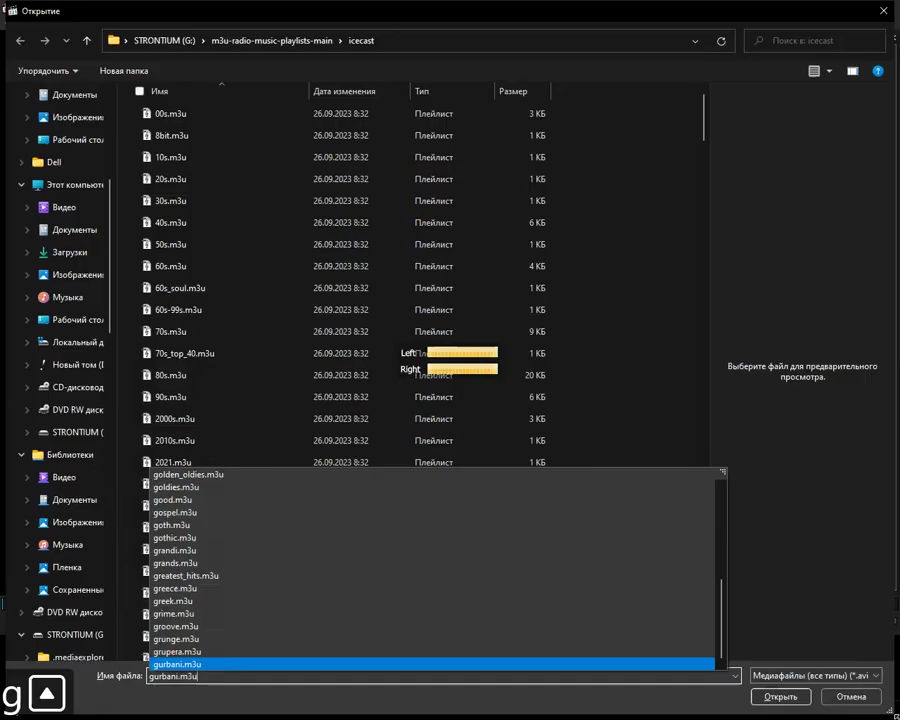 Открытие
STRONTIUM (G:) › m3u-radio-music-playlists-main › icecast
Поиск в: icecast
Упорядочить
Новая папка
Имя
Дата изменения
Тип
Размер
Документы
Изображени
Рабочий стол
Dell
Этот компьюте
Видео
Документы
Загрузки
Изображени
Музыка
Рабочий стол
Локальный д
Новый том (I
CD-дисковод
DVD RW диск
STRONTIUM (
Библиотеки
Видео
Документы
Изображени
Музыка
Пленка
Сохраненны
DVD RW диско
STRONTIUM (G
.mediaexplore
00s.m3u 26.09.2023 8:32 Плейлист 3 КБ
8bit.m3u 26.09.2023 8:32 Плейлист 1 КБ
10s.m3u 26.09.2023 8:32 Плейлист 1 КБ
20s.m3u 26.09.2023 8:32 Плейлист 1 КБ
30s.m3u 26.09.2023 8:32 Плейлист 1 КБ
40s.m3u 26.09.2023 8:32 Плейлист 6 КБ
50s.m3u 26.09.2023 8:32 Плейлист 1 КБ
60s.m3u 26.09.2023 8:32 Плейлист 4 КБ
60s_soul.m3u 26.09.2023 8:32 Плейлист 1 КБ
60s-99s.m3u 26.09.2023 8:32 Плейлист 1 КБ
70s.m3u 26.09.2023 8:32 Плейлист 9 КБ
70s_top_40.m3u 26.09.2023 8:32 1 КБ
80s.m3u 26.09.2023 8:32 Плейлист 20 КБ
90s.m3u 26.09.2023 8:32 Плейлист 6 КБ
2000s.m3u 26.09.2023 8:32 Плейлист 1 КБ
2010s.m3u 26.09.2023 8:32 Плейлист 1 КБ
2021.m3u 26.09.2023 8:32 Плейлист 1 КБ
Left
Right
Выберите файл для предварительного
просмотра.
golden_oldies.m3u
goldies.m3u
good.m3u
gospel.m3u
goth.m3u
gothic.m3u
grandi.m3u
grands.m3u
greatest_hits.m3u
greece.m3u
greek.m3u
grime.m3u
groove.m3u
grunge.m3u
grupera.m3u
gurbani.m3u
Имя файла: gurbani.m3u
Медиафайлы (все типы) (*.avi
Открыть
Отмена
g